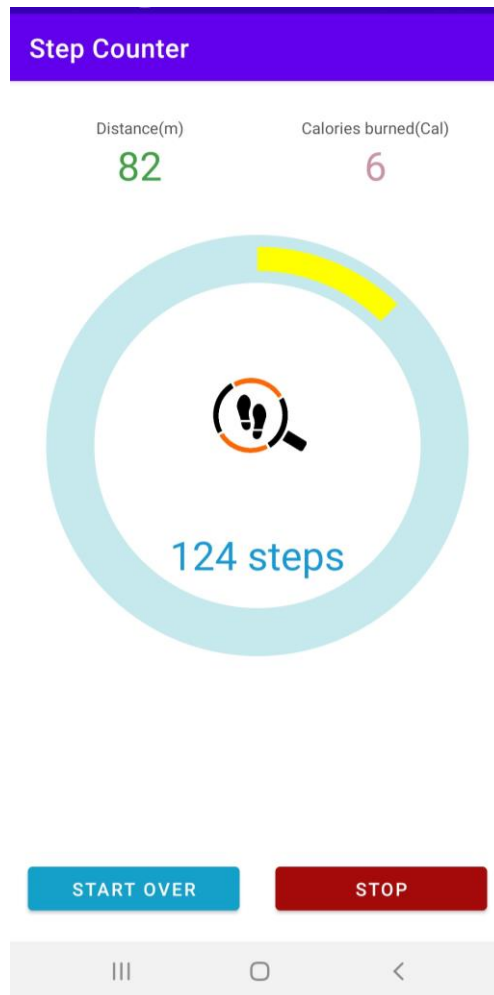 Step Counter
Distance(m)
Calories burned(Cal)
82
6
124 steps
START OVER
STOP